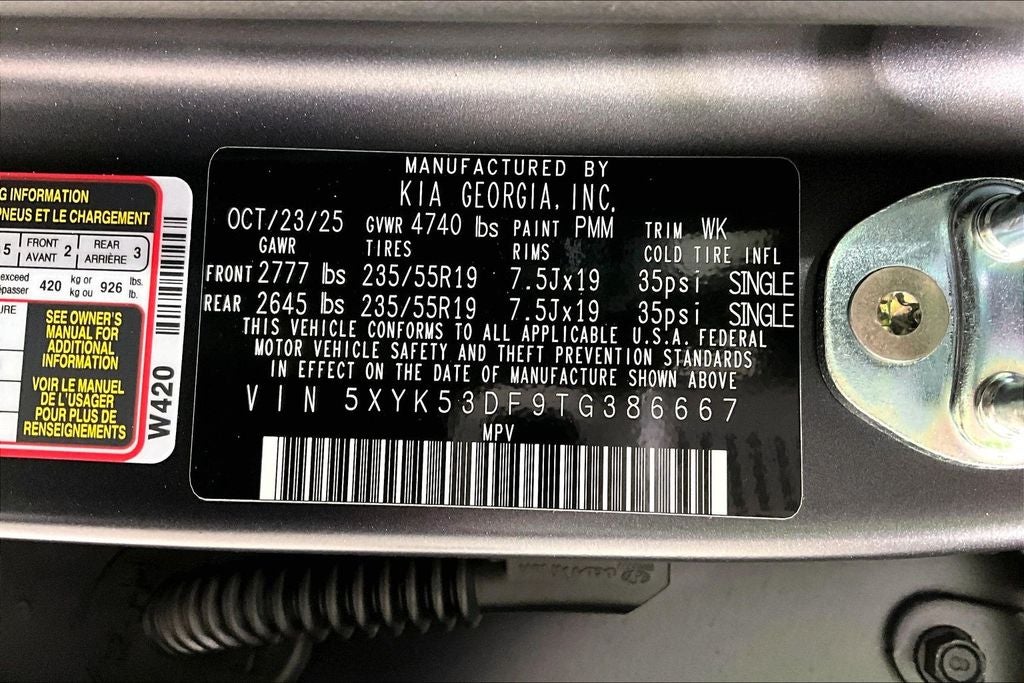 MANUFACTURED BY
KIA GEORGIA, INC.
OCT/23/25 GVWR 4740 lbs PAINT PMM TRIM WK
GAWR TIRES RIMS COLD TIRE INFL
FRONT 2777 lbs 235/55R19 7.5Jx19 35psi SINGLE
REAR 2645 lbs 235/55R19 7.5Jx19 35psi SINGLE
THIS VEHICLE CONFORMS TO ALL APPLICABLE U.S.A. FEDERAL
MOTOR VEHICLE SAFETY AND THEFT PREVENTION STANDARDS
IN EFFECT ON THE DATE OF MANUFACTURE SHOWN ABOVE
VIN 5XYK53DF9TG386667
MPV
INFORMATION
PNEUS ET LE CHARGEMENT
5 FRONT 2 REAR 3
AVANT ARRIÈRE
exceed 420 kg or 926 lbs.
kg ou lb.
SEE OWNER'S
MANUAL FOR
ADDITIONAL
INFORMATION
VOIR LE MANUEL
DE L'USAGER
POUR PLUS DE
RENSEIGNEMENTS
W420